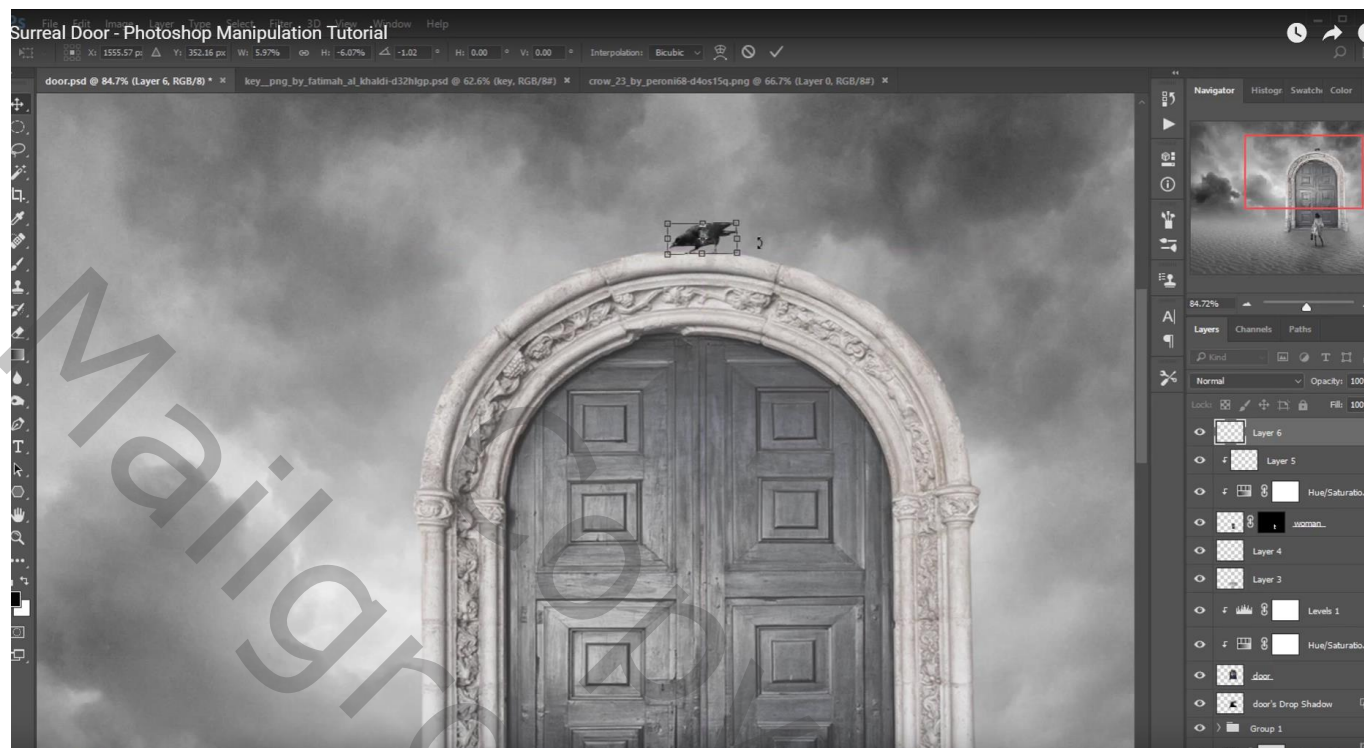 File Edit Image Layer Type Select Filter 3D View Window Help
Surreal Door - Photoshop Manipulation Tutorial
X: 1555.57 p: Y: 352.16 px W: 5.97% H: -6.07% -1.02 ° H: 0.00 ° V: 0.00 ° Interpolation: Bicubic
door.psd @ 84.7% (Layer 6, RGB/8) * × key__png_by_fatimah_al_khaldi-d32hlgp.psd @ 62.6% (key, RGB/8#) × crow_23_by_peroni68-d4os15q.png @ 66.7% (Layer 0, RGB/8#) ×
Navigator Histogr Swatch Color
84.72%
Layers Channels Paths
Kind
Normal Opacity: 100
Lock: Fill: 100
Layer 6
Layer 5
Hue/Saturatio.
woman
Layer 4
Layer 3
Levels 1
Hue/Saturatio.
door
door's Drop Shadow
Group 1